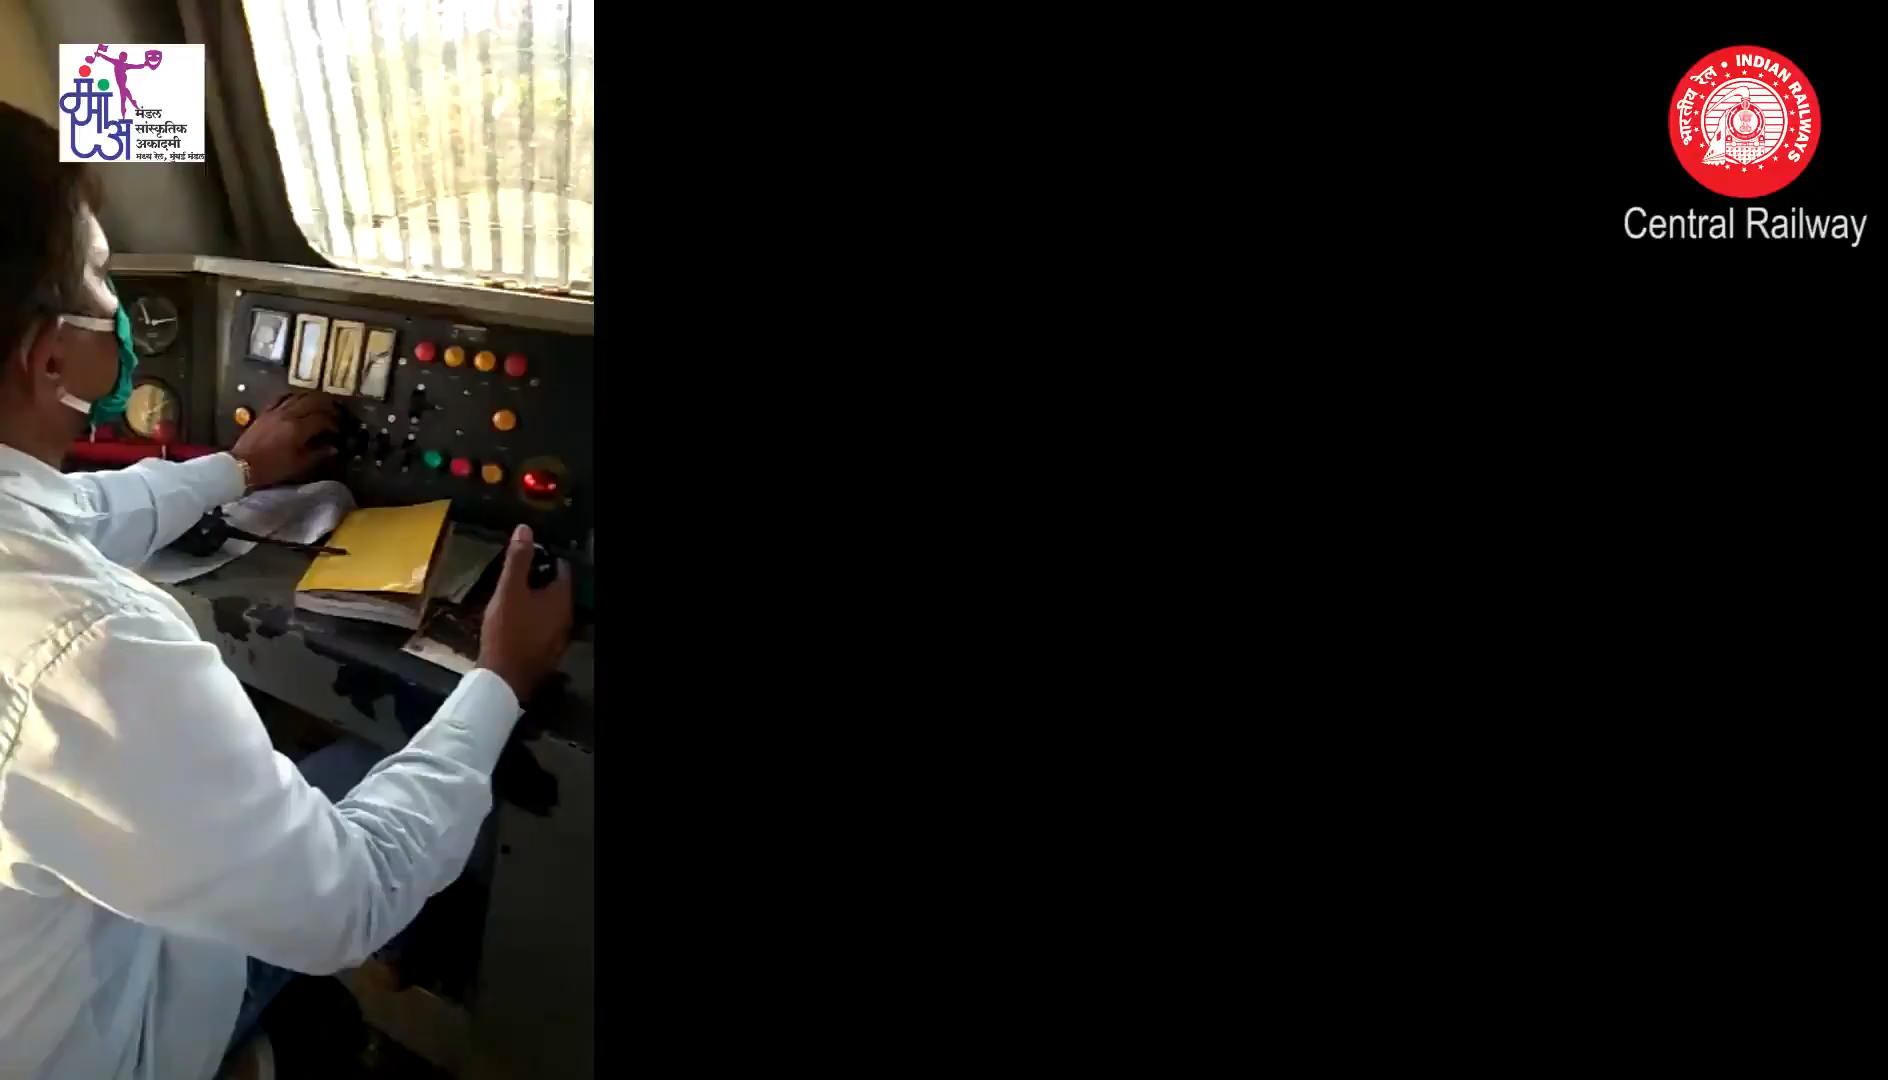 मां
अ
मंडल
सांस्कृतिक
अकादमी
मध्य रेल, मुंबई मंडल
भारतीय रेल • INDIAN RAILWAYS
Central Railway